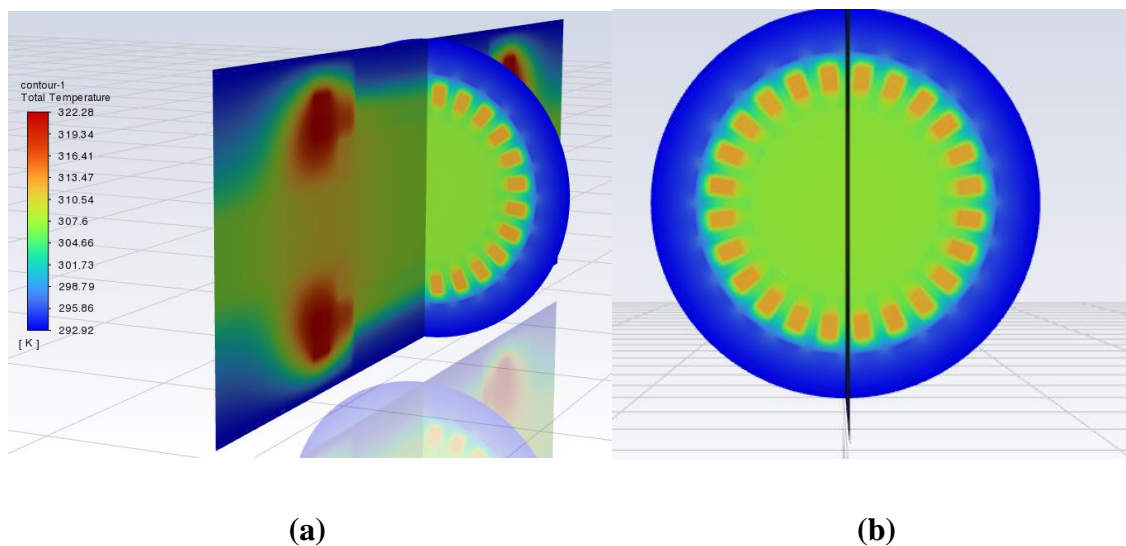 contour-1
Total Temperature
322.28
319.34
316.41
313.47
310.54
307.6
304.66
301.73
298.79
295.86
292.92
[ K ]
(a)
(b)